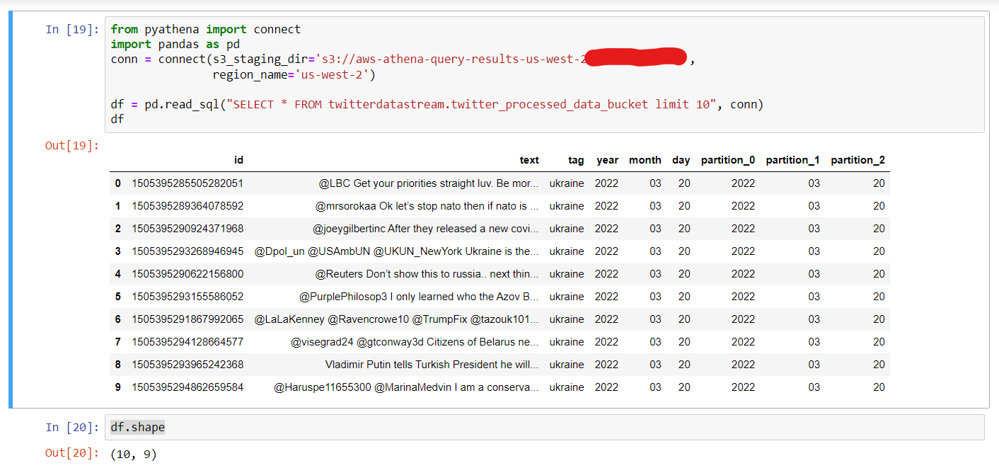 In [19]: from pyathena import connect
import pandas as pd
conn = connect(s3_staging_dir='s3://aws-athena-query-results-us-west-2 ,
region_name='us-west-2')
df = pd.read_sql("SELECT * FROM twitterdatastream.twitter_processed_data_bucket limit 10", conn)
df
Out[19]:
id text tag year month day partition_0 partition_1 partition_2
0 1505395285505282051 @LBC Get your priorities straight luv. Be mor... ukraine 2022 03 20 2022 03 20
1 1505395289364078592 @mrsorokaa Ok let’s stop nato then if nato is ... ukraine 2022 03 20 2022 03 20
2 1505395290924371968 @joeygilbertinc After they released a new covi... ukraine 2022 03 20 2022 03 20
3 1505395293268946945 @Dpol_un @USAmbUN @UKUN_NewYork Ukraine is the... ukraine 2022 03 20 2022 03 20
4 1505395290622156800 @Reuters Don’t show this to russia.. next thin... ukraine 2022 03 20 2022 03 20
5 1505395293155586052 @PurplePhilosop3 I only learned who the Azov B... ukraine 2022 03 20 2022 03 20
6 1505395291867992065 @LaLaKenney @Ravencrowe10 @TrumpFix @tazouk101... ukraine 2022 03 20 2022 03 20
7 1505395294128664577 @visegrad24 @gtconway3d Citizens of Belarus ne... ukraine 2022 03 20 2022 03 20
8 1505395293965242368 Vladimir Putin tells Turkish President he will... ukraine 2022 03 20 2022 03 20
9 1505395294862659584 @Haruspe11655300 @MarinaMedvin I am a conserva... ukraine 2022 03 20 2022 03 20
In [20]: df.shape
Out[20]: (10, 9)